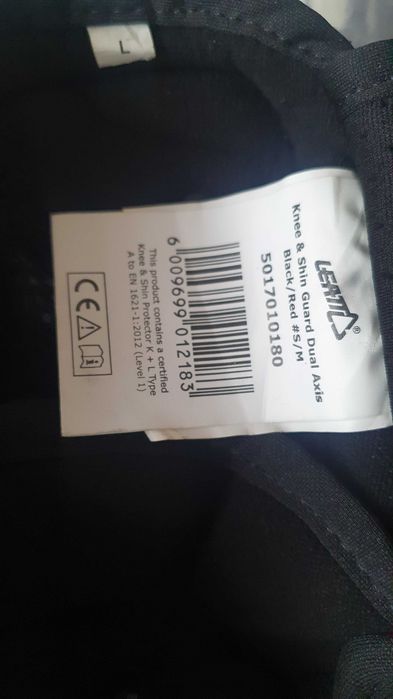 L
LEATT®
Knee & Shin Guard Dual Axis
Black/Red #S/M
5017010180
6 009699 012183
This product contains a certified
Knee & Shin Protector K + L Type
A to EN 1621-1:2012 (Level 1)
CE
i